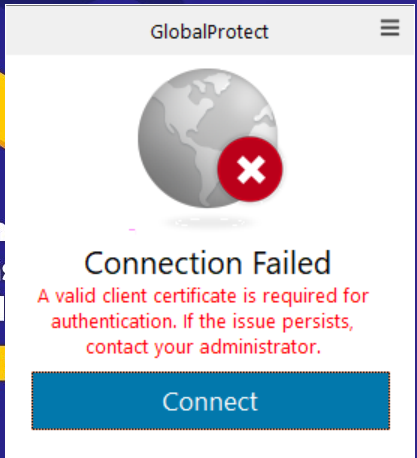 GlobalProtect
Connection Failed
A valid client certificate is required for
authentication. If the issue persists,
contact your administrator.
Connect